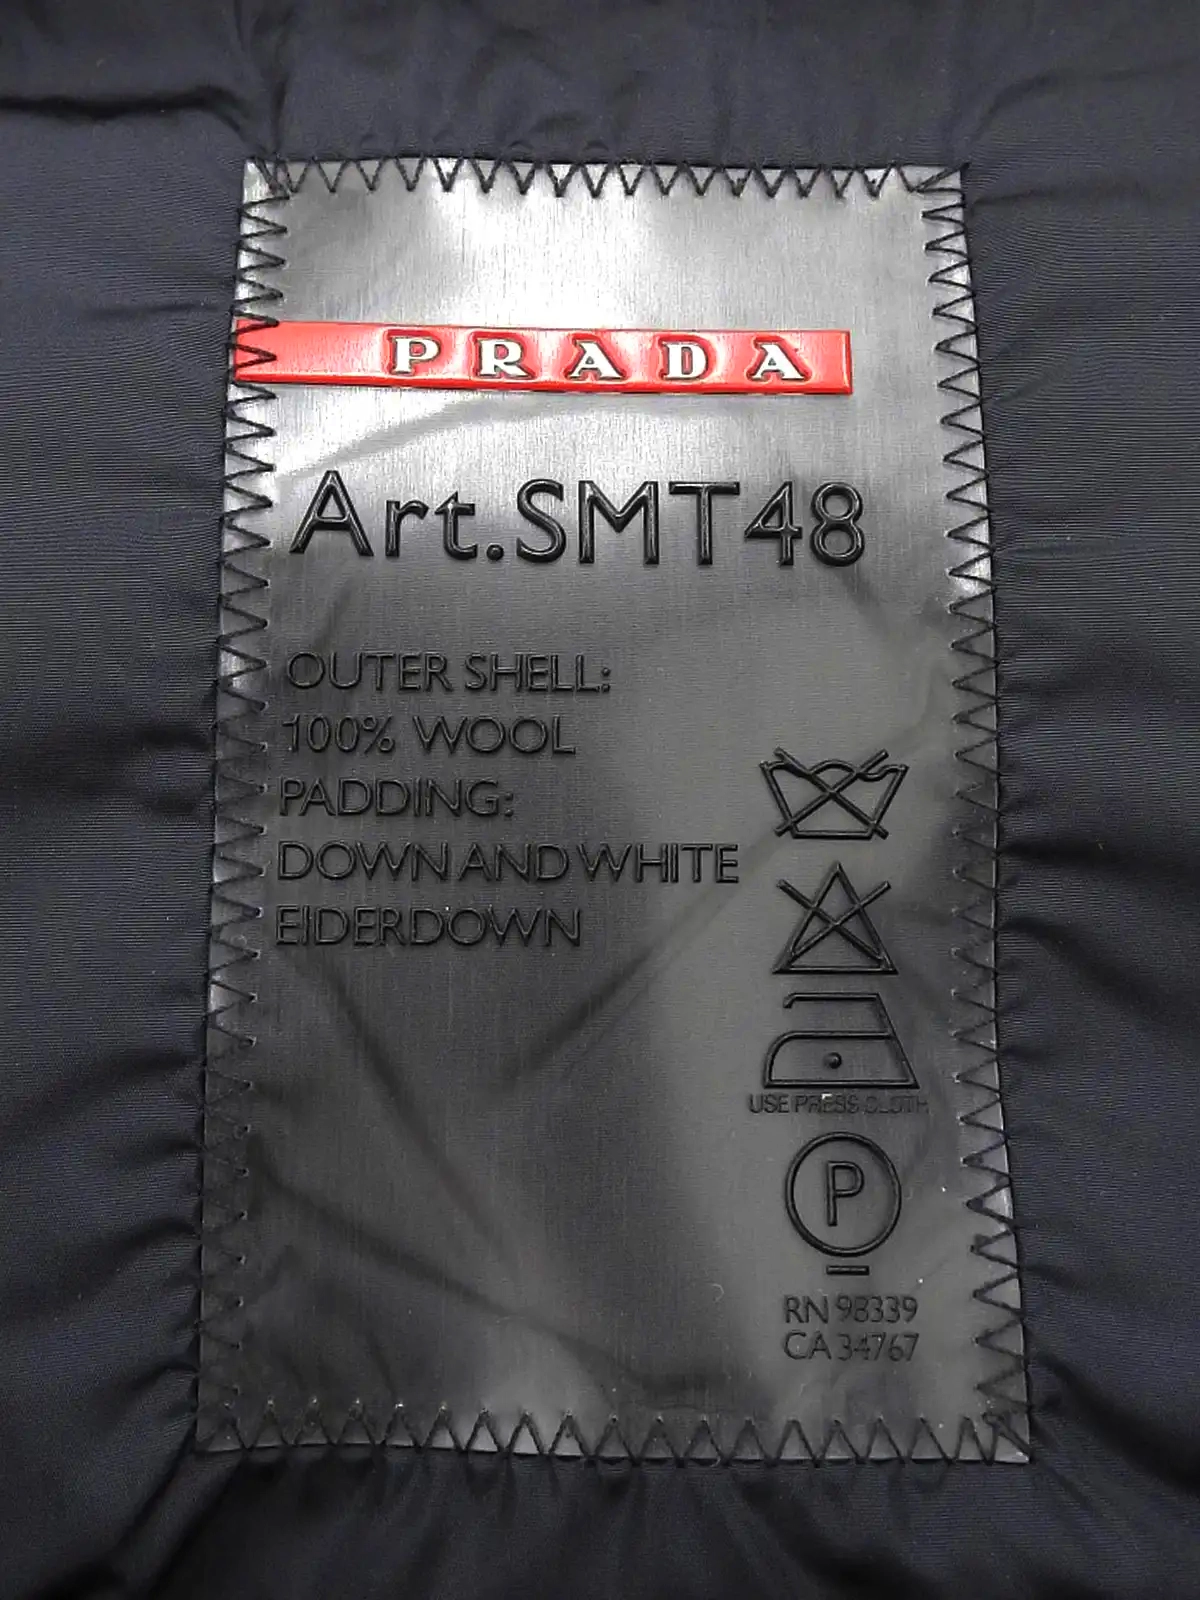 PRADA
Art.SMT48
OUTER SHELL:
100% WOOL
PADDING:
DOWN AND WHITE
EIDERDOWN
USE PRESS CLOTH
P
RN 98339
CA 34767